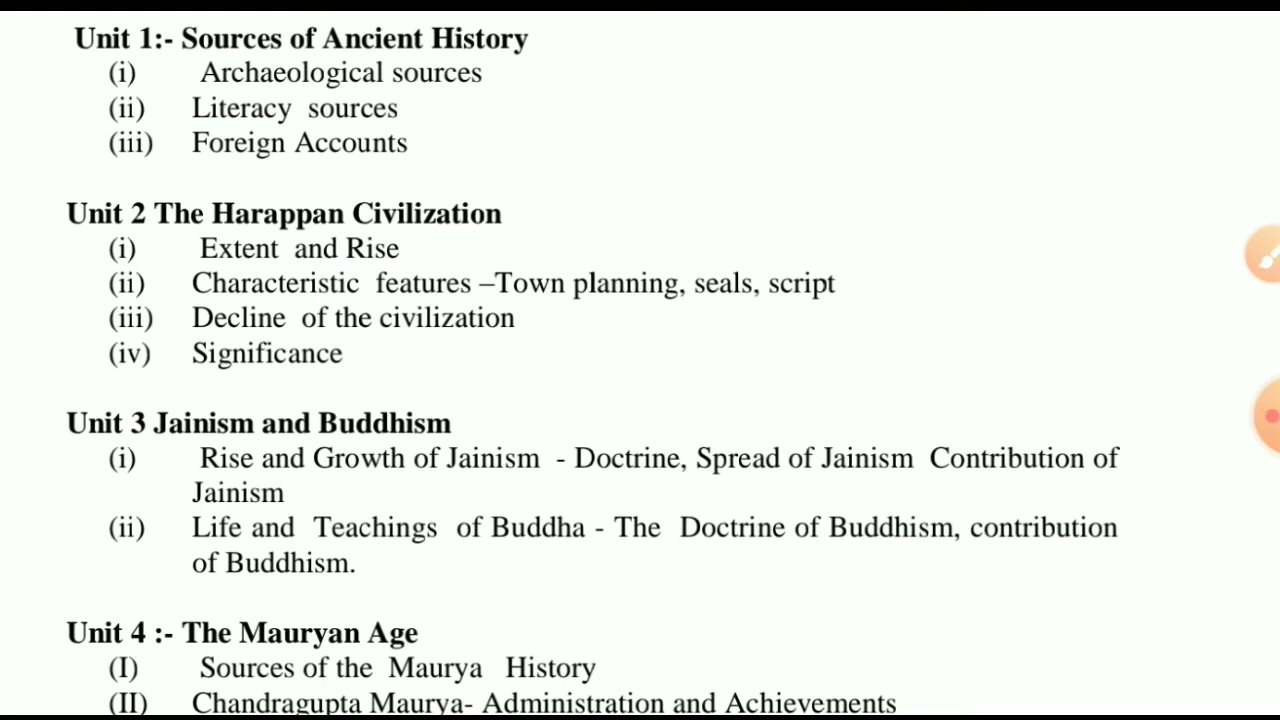 Unit 1:- Sources of Ancient History
(i) Archaeological sources
(ii) Literacy sources
(iii) Foreign Accounts
Unit 2 The Harappan Civilization
(i) Extent and Rise
(ii) Characteristic features –Town planning, seals, script
(iii) Decline of the civilization
(iv) Significance
Unit 3 Jainism and Buddhism
(i) Rise and Growth of Jainism - Doctrine, Spread of Jainism Contribution of
Jainism
(ii) Life and Teachings of Buddha - The Doctrine of Buddhism, contribution
of Buddhism.
Unit 4 :- The Mauryan Age
(I) Sources of the Maurya History
(II) Chandragupta Maurya- Administration and Achievements